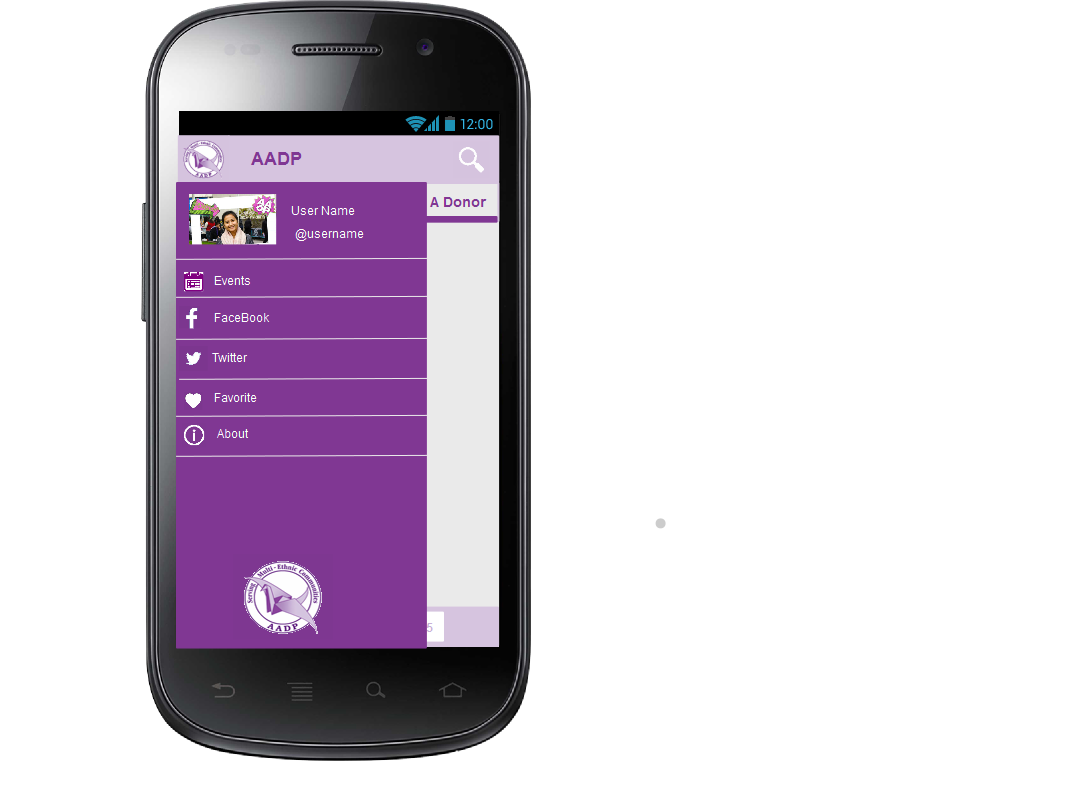 12:00
AADP
User Name
@username
A Donor
Events
FaceBook
Twitter
Favorite
About
Serving Multi-Ethnic Communities
AADP